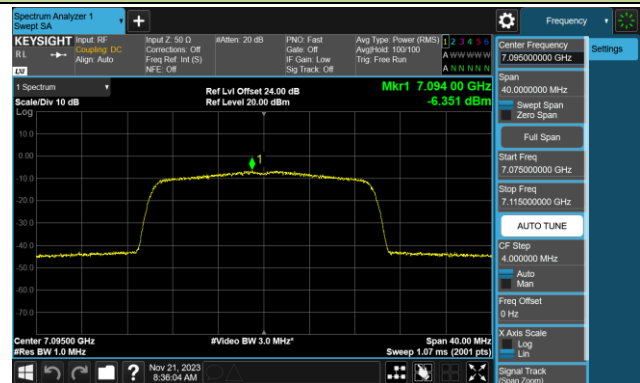 Spectrum Analyzer 1
Swept SA
Frequency
KEYSIGHT
RL
Input: RF
Coupling: DC
Align: Auto
Input Z: 50 Ω
Corrections: Off
Freq Ref: Int (S)
NFE: Off
#Atten: 20 dB
PNO: Fast
Gate: Off
IF Gain: Low
Sig Track: Off
Avg Type: Power (RMS)
Avg|Hold: 100/100
Trig: Free Run
1 2 3 4 5 6
A W W W W W
A N N N N N
LXI
1 Spectrum
Scale/Div 10 dB
Log
Ref Lvl Offset 24.00 dB
Ref Level 20.00 dBm
Mkr1 7.094 00 GHz
-6.351 dBm
1
10.0
0.00
-10.0
-20.0
-30.0
-40.0
-50.0
-60.0
-70.0
Center 7.09500 GHz
#Res BW 1.0 MHz
#Video BW 3.0 MHz*
Span 40.00 MHz
Sweep 1.07 ms (2001 pts)
?
Nov 21, 2023
8:36:04 AM
Center Frequency
7.095000000 GHz
Settings
Span
40.0000000 MHz
Swept Span
Zero Span
Full Span
Start Freq
7.075000000 GHz
Stop Freq
7.115000000 GHz
AUTO TUNE
CF Step
4.000000 MHz
Auto
Man
Freq Offset
0 Hz
X Axis Scale
Log
Lin
Signal Track
(Span Zoom)